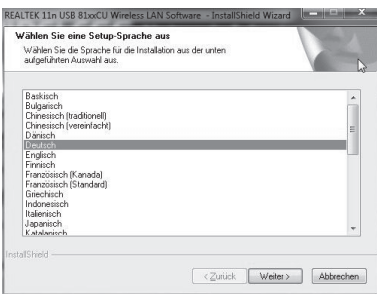 REALTEK 11n USB 81xxCU Wireless LAN Software - InstallShield Wizard
Wählen Sie eine Setup-Sprache aus
Wählen Sie die Sprache für die Installation aus der unten
aufgeführten Auswahl aus.
Baskisch
Bulgarisch
Chinesisch (traditionell)
Chinesisch (vereinfacht)
Dänisch
Deutsch
Englisch
Finnisch
Französisch (Kanada)
Französisch (Standard)
Griechisch
Indonesisch
Italienisch
Japanisch
Katalanisch
InstallShield
< Zurück
Weiter >
Abbrechen